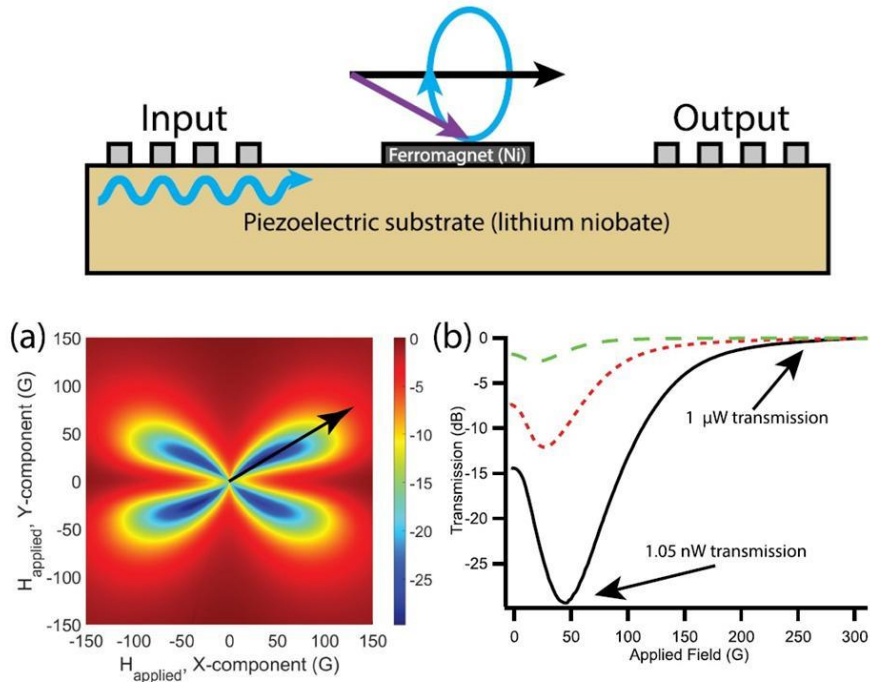 Input
Output
Ferromagnet (Ni)
Piezoelectric substrate (lithium niobate)
(a)
150
100
50
0
-50
-100
-150
H_applied, Y-component (G)
-150 -100 -50 0 50 100 150
H_applied, X-component (G)
0
-5
-10
-15
-20
-25
(b)
0
-5
-10
-15
-20
-25
Transmission (dB)
1 µW transmission
1.05 nW transmission
0 50 100 150 200 250 300
Applied Field (G)